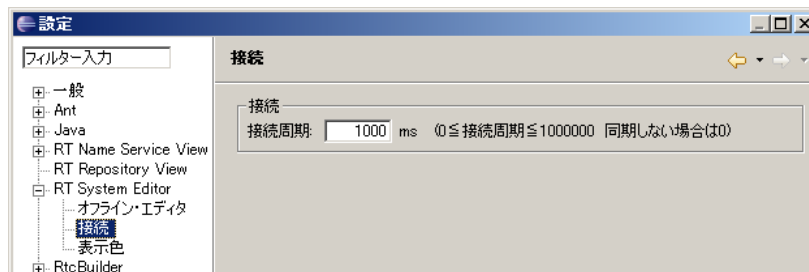 設定
フィルター入力
接続
一般
Ant
Java
RT Name Service View
RT Repository View
RT System Editor
オフライン・エディタ
接続
表示色
RtcBuilder
接続
接続周期: 1000 ms (0≦接続周期≦1000000 同期しない場合は0)